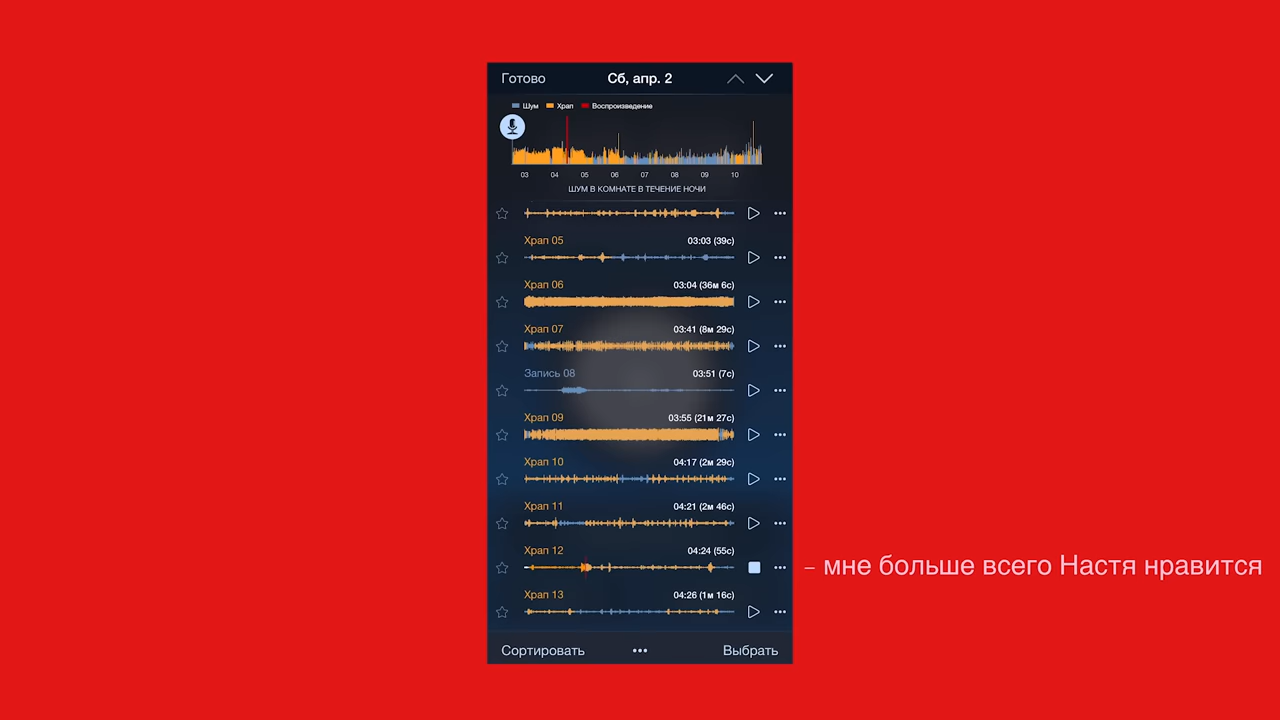 Готово Сб, апр. 2
Шум Храп Воспроизведение
03 04 05 06 07 08 09 10
ШУМ В КОМНАТЕ В ТЕЧЕНИЕ НОЧИ
Храп 05 03:03 (39с)
Храп 06 03:04 (36м 6с)
Храп 07 03:41 (8м 29с)
Запись 08 03:51 (7с)
Храп 09 03:55 (21м 27с)
Храп 10 04:17 (2м 29с)
Храп 11 04:21 (2м 46с)
Храп 12 04:24 (55с)
– мне больше всего Настя нравится
Храп 13 04:26 (1м 16с)
Сортировать ••• Выбрать